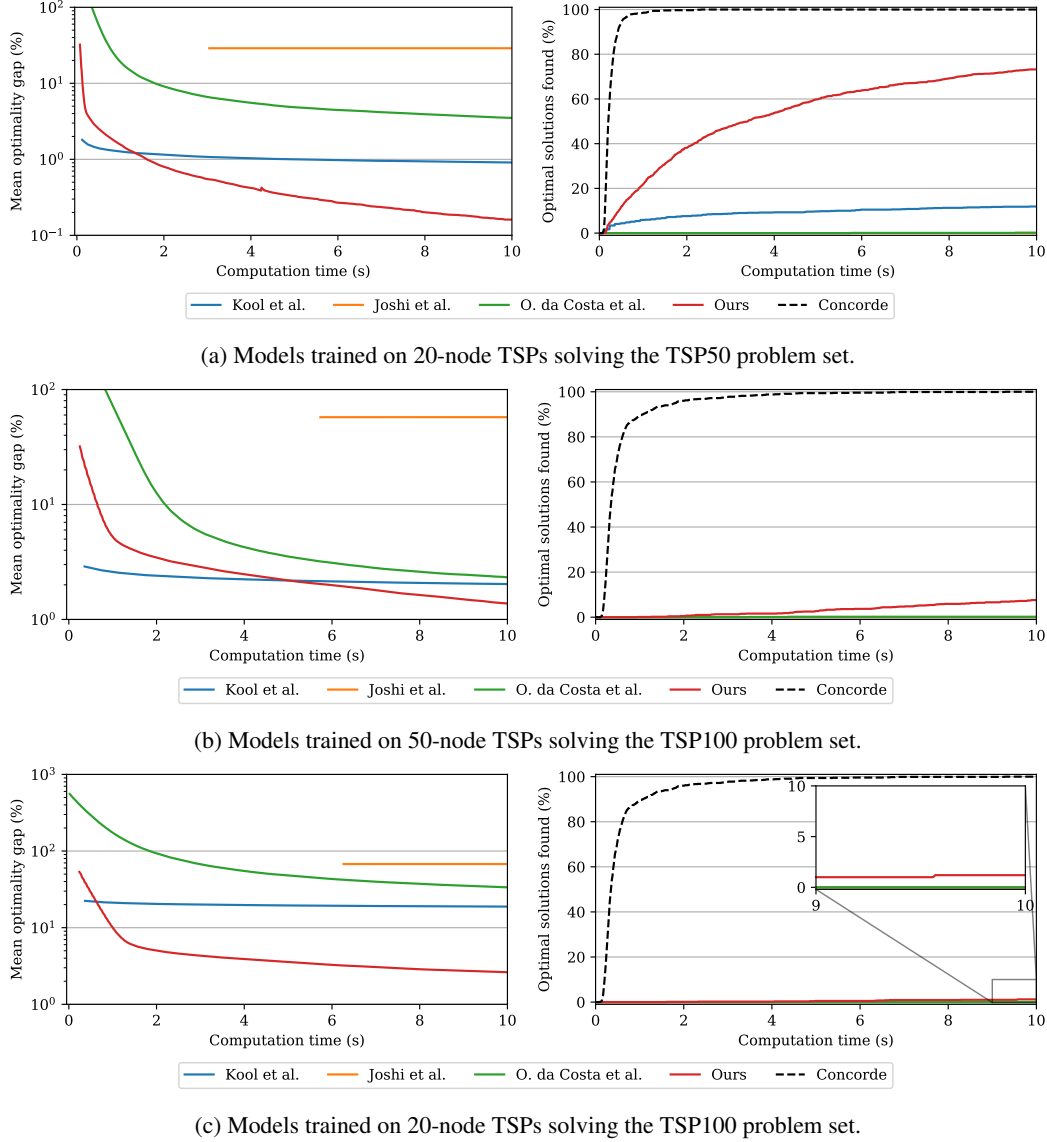 10²
10¹
10⁰
10⁻¹
Mean optimality gap (%)
0 2 4 6 8 10
Computation time (s)
100
80
60
40
20
0
Optimal solutions found (%)
0 2 4 6 8 10
Computation time (s)
Kool et al. Joshi et al. O. da Costa et al. Ours Concorde
(a) Models trained on 20-node TSPs solving the TSP50 problem set.
10²
10¹
10⁰
Mean optimality gap (%)
0 2 4 6 8 10
Computation time (s)
100
80
60
40
20
0
Optimal solutions found (%)
0 2 4 6 8 10
Computation time (s)
Kool et al. Joshi et al. O. da Costa et al. Ours Concorde
(b) Models trained on 50-node TSPs solving the TSP100 problem set.
10³
10²
10¹
10⁰
Mean optimality gap (%)
0 2 4 6 8 10
Computation time (s)
100
80
60
40
20
0
Optimal solutions found (%)
10
5
0
9 10
0 2 4 6 8 10
Computation time (s)
Kool et al. Joshi et al. O. da Costa et al. Ours Concorde
(c) Models trained on 20-node TSPs solving the TSP100 problem set.